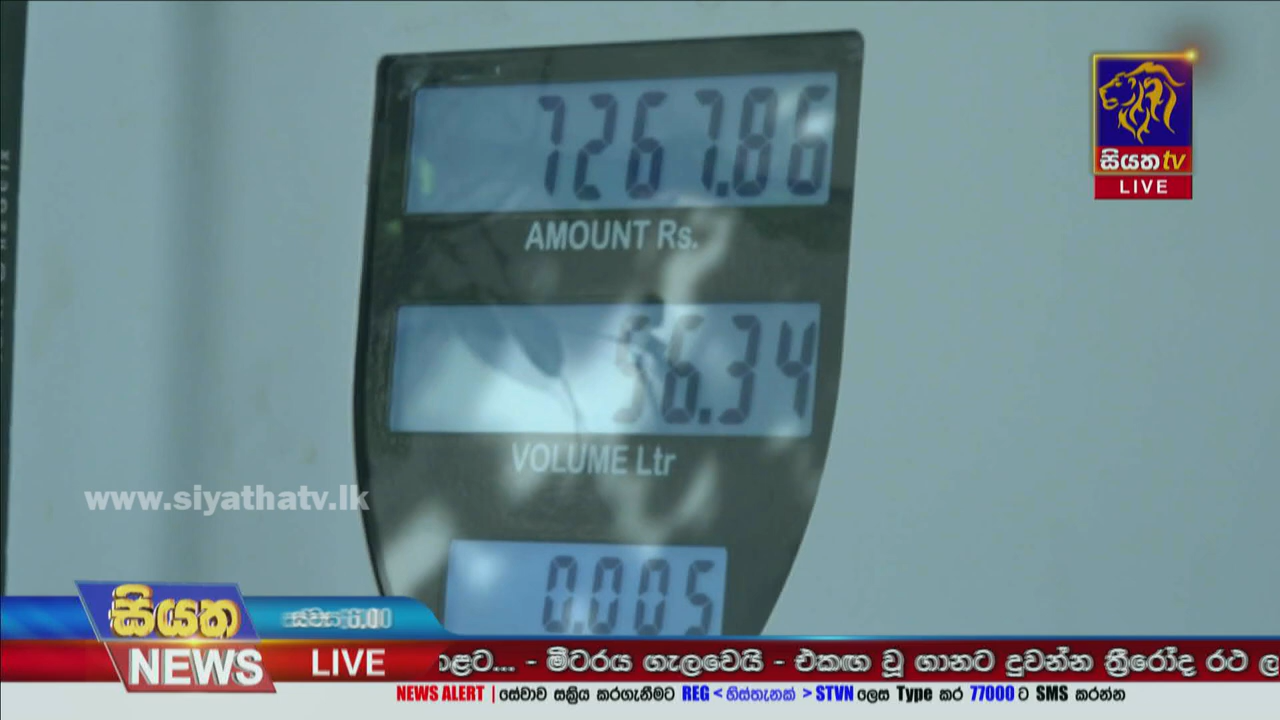 7267.86
AMOUNT Rs.
සියත tv
LIVE
56.34
VOLUME Ltr
www.siyathatv.lk
0.005
සියත
NEWS LIVE
ළට... - මීටරය ගැලවෙයි - එකඟ වූ ගානට දුවන්න ත්‍රීරෝද රථ ල
NEWS ALERT | සේවාව සක්‍රිය කරගැනීමට REG < හිස්තැනක් > STVN ලෙස Type කර 77000 ට SMS කරන්න